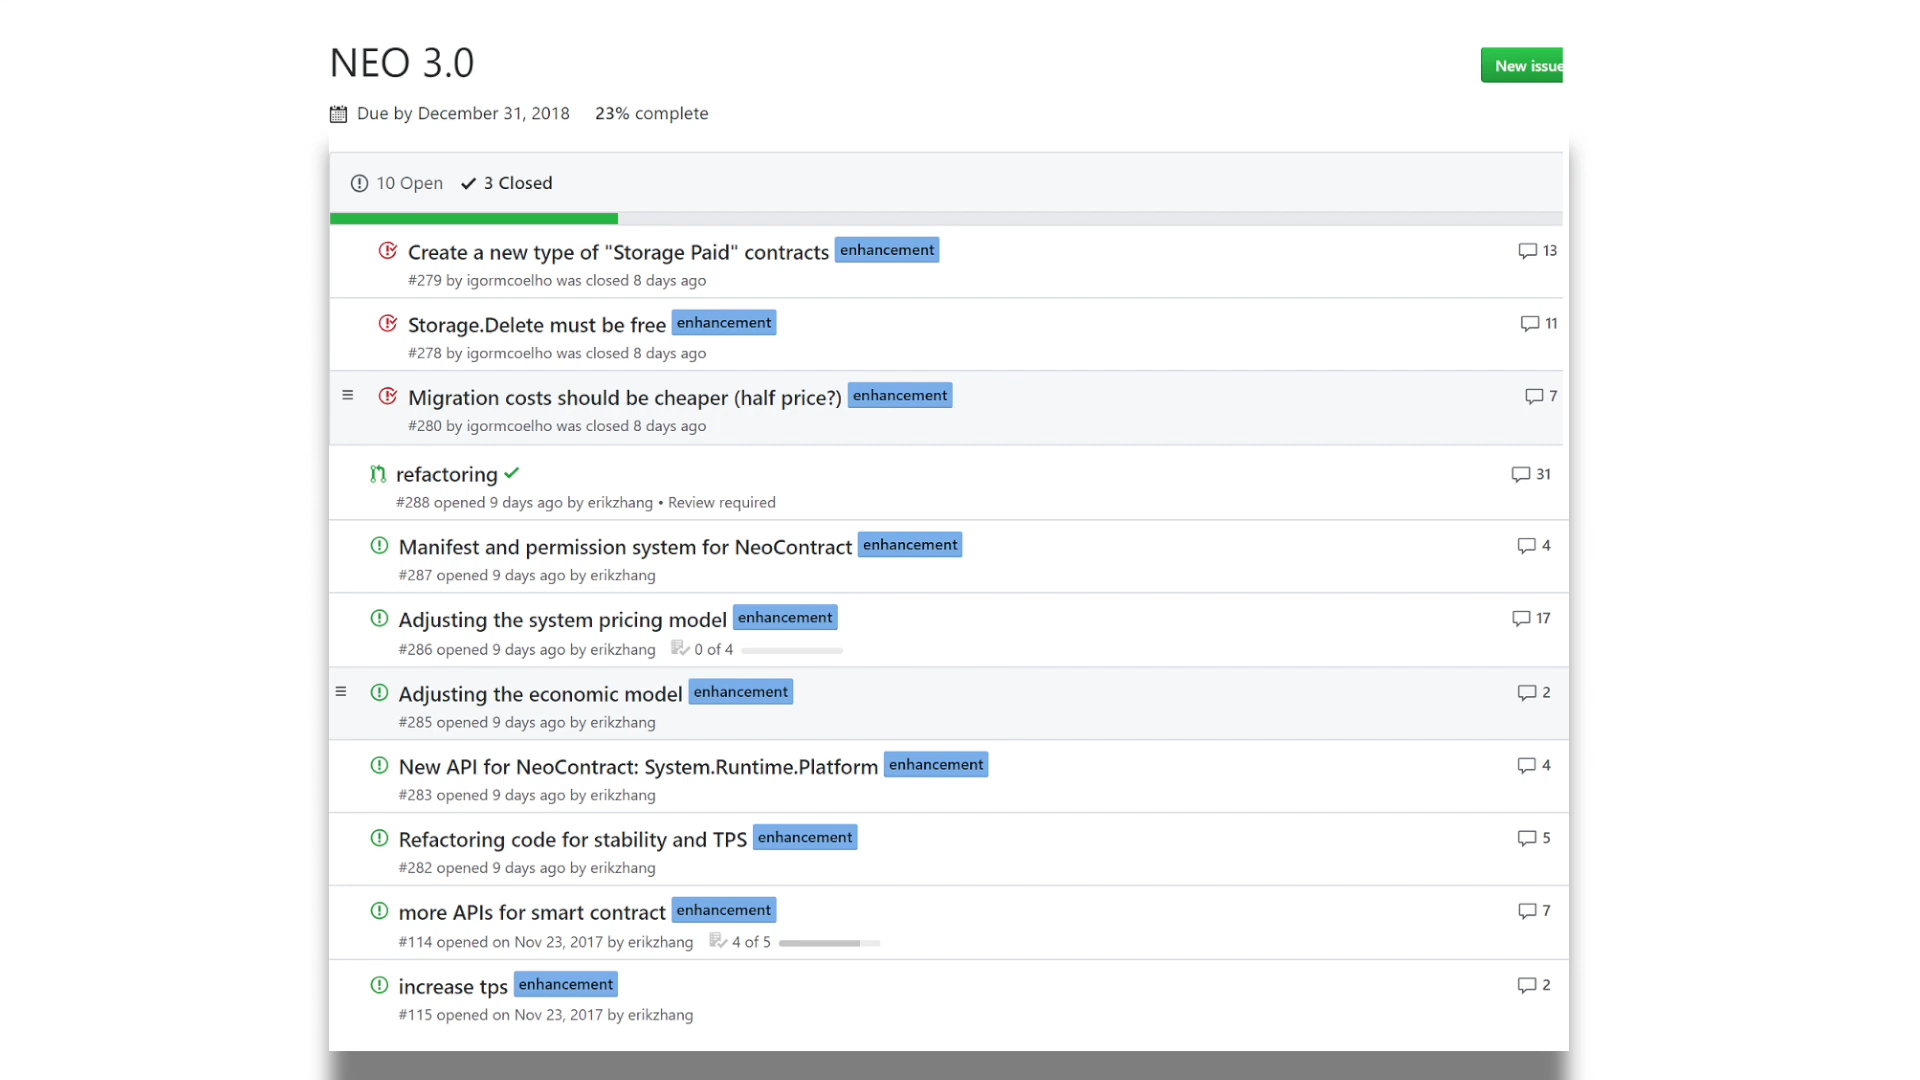 NEO 3.0
New issue
Due by December 31, 2018 23% complete
10 Open 3 Closed
Create a new type of "Storage Paid" contracts enhancement 13
#279 by igormcoelho was closed 8 days ago
Storage.Delete must be free enhancement 11
#278 by igormcoelho was closed 8 days ago
Migration costs should be cheaper (half price?) enhancement 7
#280 by igormcoelho was closed 8 days ago
refactoring 31
#288 opened 9 days ago by erikzhang • Review required
Manifest and permission system for NeoContract enhancement 4
#287 opened 9 days ago by erikzhang
Adjusting the system pricing model enhancement 17
#286 opened 9 days ago by erikzhang 0 of 4
Adjusting the economic model enhancement 2
#285 opened 9 days ago by erikzhang
New API for NeoContract: System.Runtime.Platform enhancement 4
#283 opened 9 days ago by erikzhang
Refactoring code for stability and TPS enhancement 5
#282 opened 9 days ago by erikzhang
more APIs for smart contract enhancement 7
#114 opened on Nov 23, 2017 by erikzhang 4 of 5
increase tps enhancement 2
#115 opened on Nov 23, 2017 by erikzhang